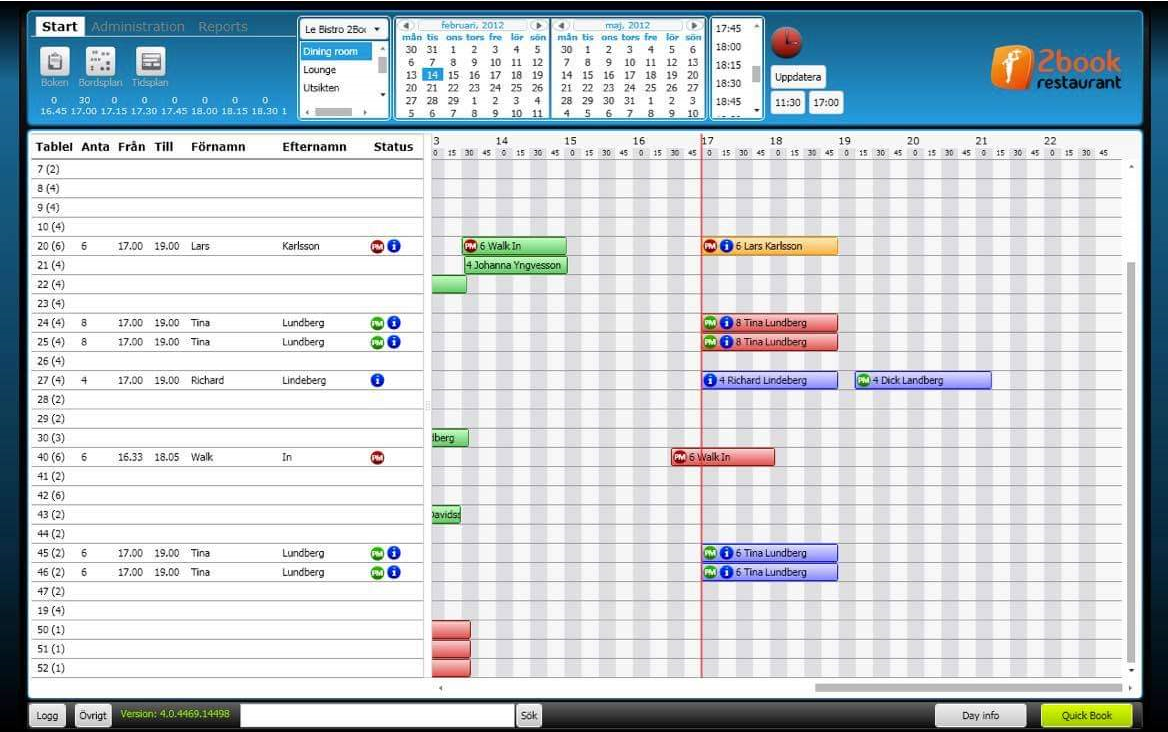 Start Administration Reports
Boken Bordsplan Tidsplan
0 30 0 0 0 0 0 0
16.45 17.00 17.15 17.30 17.45 18.00 18.15 18.30 1
Le Bistro 2Bo
Dining room
Lounge
Utsikten
februari, 2012
mån tis ons tors fre lör sön
30 31 1 2 3 4 5
6 7 8 9 10 11 12
13 14 15 16 17 18 19
20 21 22 23 24 25 26
27 28 29 1 2 3 4
5 6 7 8 9 10 11
maj, 2012
mån tis ons tors fre lör sön
30 1 2 3 4 5 6
7 8 9 10 11 12 13
14 15 16 17 18 19 20
21 22 23 24 25 26 27
28 29 30 31 1 2 3
4 5 6 7 8 9 10
17:45
18:00
18:15
18:30
18:45
Uppdatera
11:30 17:00
2book
restaurant
Tablel Anta Från Till Förnamn Efternamn Status
3 14 15 16 17 18 19 20 21 22
0 15 30 45 0 15 30 45 0 15 30 45 0 15 30 45 0 15 30 45 0 15 30 45 0 15 30 45 0 15 30 45 0 15 30 45 0 15 30 45
7 (2)
8 (4)
9 (4)
10 (4)
20 (6) 6 17.00 19.00 Lars Karlsson PM i PM 6 Walk In PM i 6 Lars Karlsson
21 (4) 4 Johanna Yngvesson
22 (4)
23 (4)
24 (4) 8 17.00 19.00 Tina Lundberg PM i PM i 8 Tina Lundberg
25 (4) 8 17.00 19.00 Tina Lundberg PM i PM i 8 Tina Lundberg
26 (4)
27 (4) 4 17.00 19.00 Richard Lindeberg i i 4 Richard Lindeberg PM 4 Dick Landberg
28 (2)
29 (2)
30 (3) lberg
40 (6) 6 16.33 18.05 Walk In PM PM 6 Walk In
41 (2)
42 (6)
43 (2) Davids
44 (2)
45 (2) 6 17.00 19.00 Tina Lundberg PM i PM i 6 Tina Lundberg
46 (2) 6 17.00 19.00 Tina Lundberg PM i PM i 6 Tina Lundberg
47 (2)
19 (4)
50 (1)
51 (1)
52 (1)
Logg Övrigt Version: 4.0.4469.14498 Sök Day info Quick Book